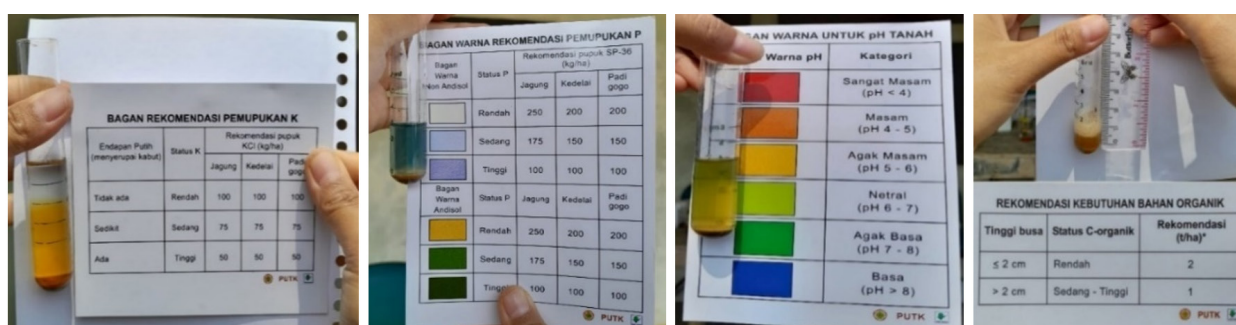 BAGAN REKOMENDASI PEMUPUKAN K
Endapan Putih (menyerupai kabut) Status K Rekomendasi pupuk KCl (kg/ha)
Jagung Kedelai Padi gogo
Tidak ada Rendah 100 100 100
Sedikit Sedang 75 75 75
Ada Tinggi 50 50 50
PUTK
BAGAN WARNA REKOMENDASI PEMUPUKAN P
Bagan Warna Andisol Status P Rekomendasi pupuk SP-36 (kg/ha)
Jagung Kedelai Padi gogo
Rendah 250 200 200
Sedang 175 150 150
Tinggi 100 100 100
Bagan Warna Andisol Status P Jagung Kedelai Padi gogo
Rendah 250 200 200
Sedang 175 150 150
Tinggi 100 100 100
PUTK
WARNA UNTUK pH TANAH
Warna pH Kategori
Sangat Masam (pH < 4)
Masam (pH 4 - 5)
Agak Masam (pH 5 - 6)
Netral (pH 6 - 7)
Agak Basa (pH 7 - 8)
Basa (pH > 8)
PUTK
Butterfly
REKOMENDASI KEBUTUHAN BAHAN ORGANIK
Tinggi busa Status C-organik Rekomendasi (t/ha)*
≤ 2 cm Rendah 2
> 2 cm Sedang - Tinggi 1
PUTK